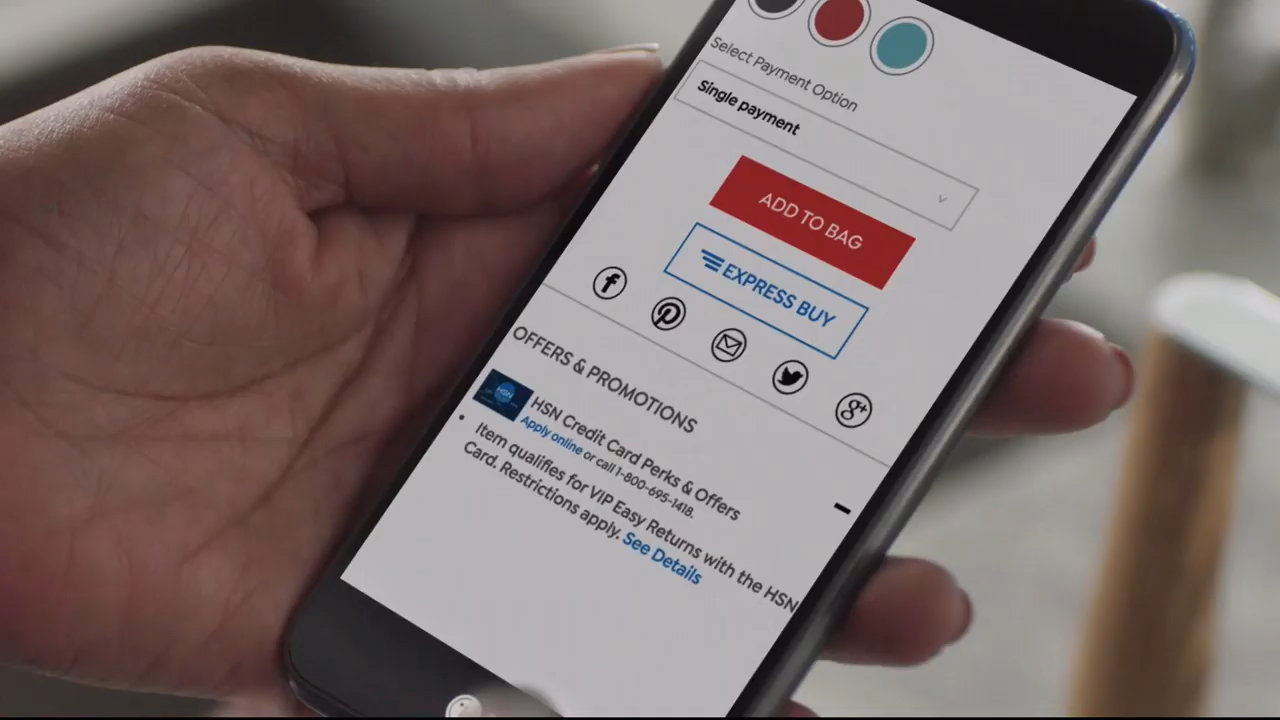 Select Payment Option
Single payment
ADD TO BAG
EXPRESS BUY
OFFERS & PROMOTIONS
HSN
HSN Credit Card Perks & Offers
Apply online or call 1-800-695-1418.
Item qualifies for VIP Easy Returns with the HSN
Card. Restrictions apply. See Details